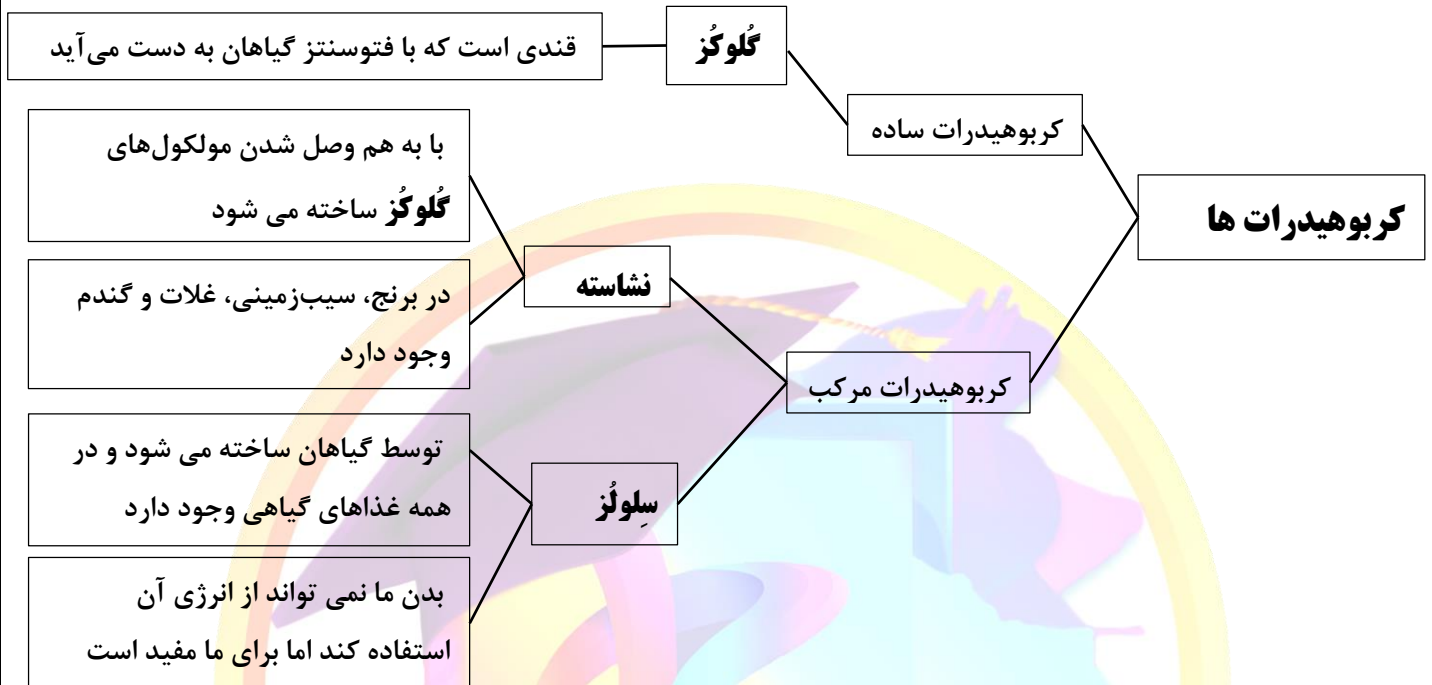 کربوهیدرات ها
کربوهیدرات ساده
گُلوکُز
قندی است که با فتوسنتز گیاهان به دست می‌آید
کربوهیدرات مرکب
نشاسته
با به هم وصل شدن مولکول‌های
گُلوکُز ساخته می شود
در برنج، سیب‌زمینی، غلات و گندم
وجود دارد
سِلولُز
توسط گیاهان ساخته می شود و در
همه غذاهای گیاهی وجود دارد
بدن ما نمی تواند از انرژی آن
استفاده کند اما برای ما مفید است